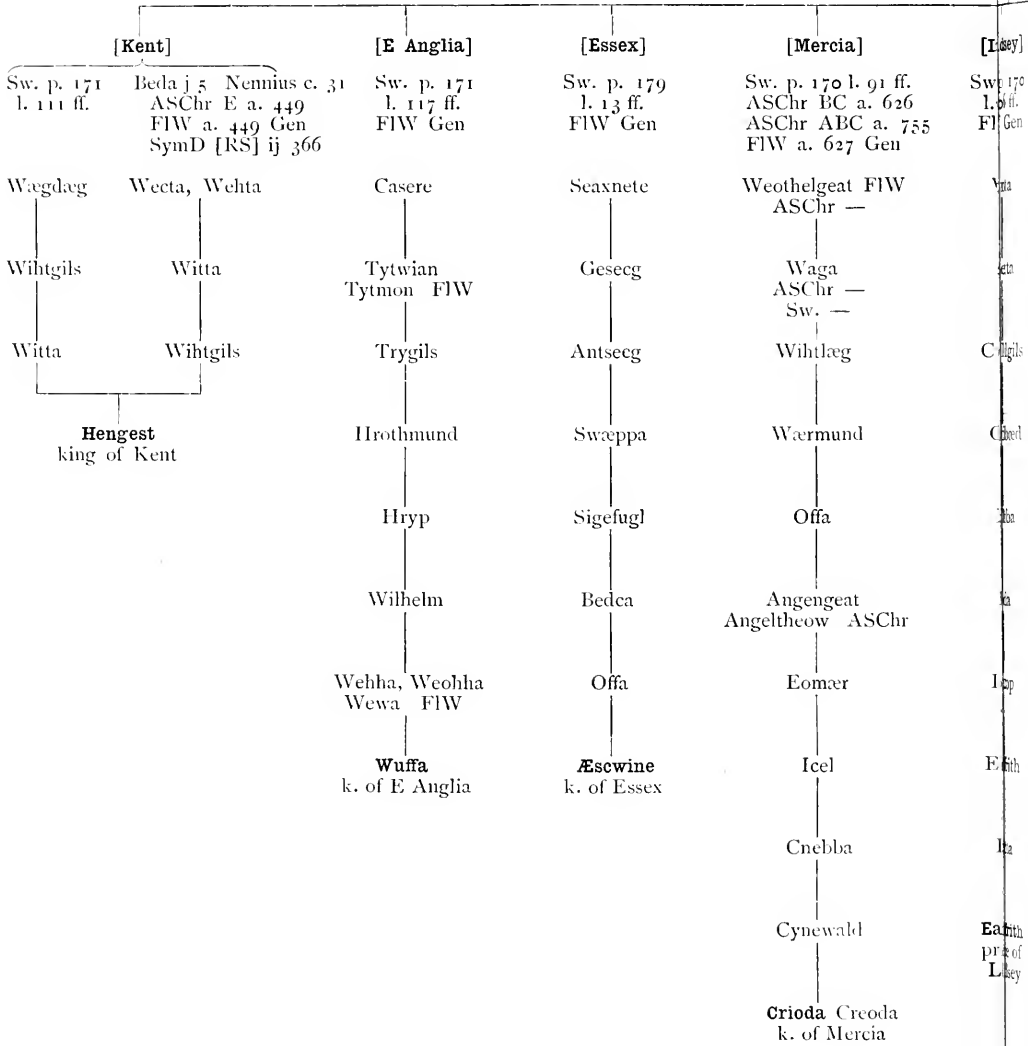 [Kent] [E Anglia] [Essex] [Mercia]
Sw. p. 171 Beda j 5 Nennius c. 31 Sw. p. 171 Sw. p. 179 Sw. p. 170 l. 91 ff. 170
l. 111 ff. ASChr E a. 449 l. 117 ff. l. 13 ff. ASChr BC a. 626 ff.
FlW a. 449 Gen FlW Gen FlW Gen ASChr ABC a. 755 Gen
SymD [RS] ij 366 FlW a. 627 Gen
Wægdæg Wecta, Wehta Casere Seaxnete Weothelgeat FlW
ASChr —
Wihtgils Witta Tytwian Gesecg Waga
Tytmon FlW ASChr —
Sw. —
Witta Wihtgils Trygils Antsecg Wihtlæg
Hengest Hrothmund Swæppa Wærmund
king of Kent
Hryp Sigefugl Offa
Wilhelm Bedca Angengeat
Angeltheow ASChr
Wehha, Weohha Offa Eomær
Wewa FlW
Wuffa Æscwine Icel
k. of E Anglia k. of Essex
Cnebba
Cynewald
of
Crioda Creoda
k. of Mercia